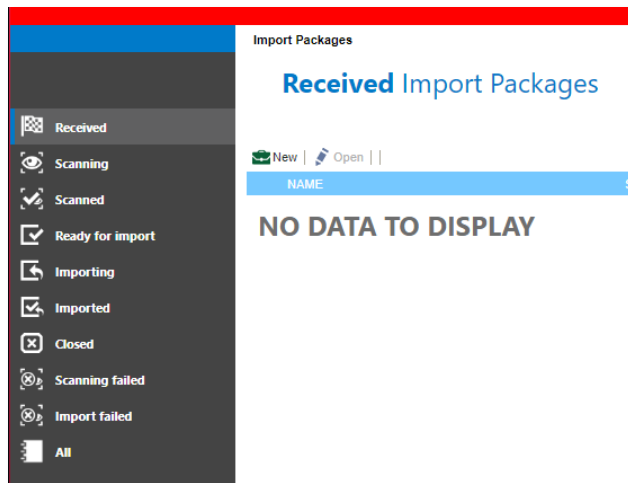 Import Packages
Received Import Packages
Received
Scanning
Scanned
Ready for import
Importing
Imported
Closed
Scanning failed
Import failed
All
New | Open | |
NAME
NO DATA TO DISPLAY